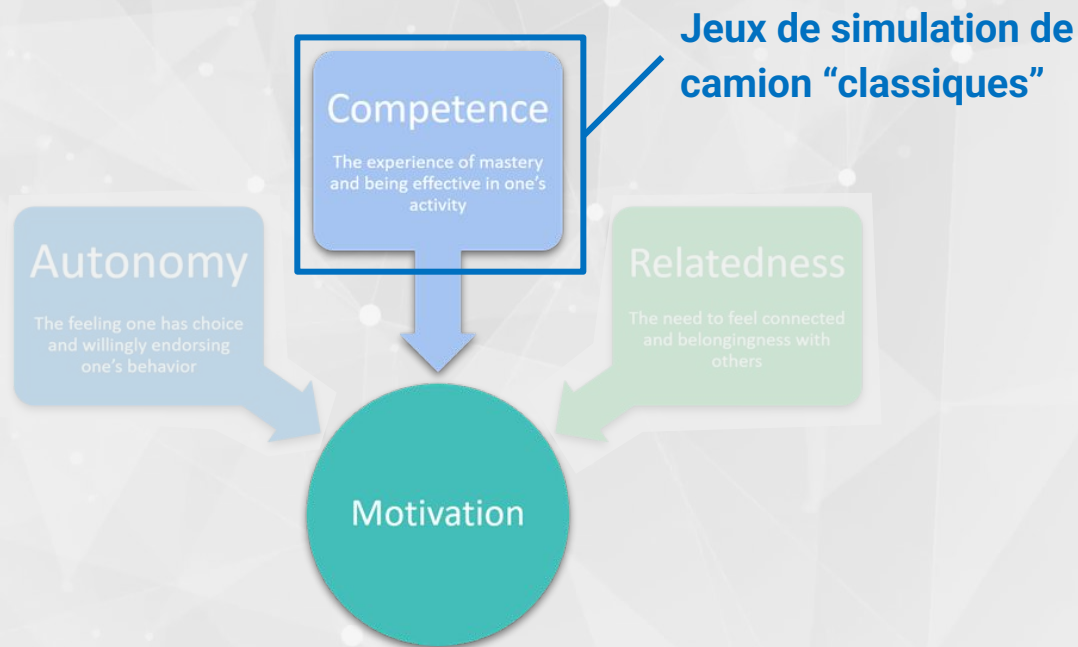 Jeux de simulation de
camion “classiques”
Competence
The experience of mastery
and being effective in one’s
activity
Autonomy
The feeling one has choice
and willingly endorsing
one’s behavior
Relatedness
The need to feel connected
and belongingness with
others
Motivation